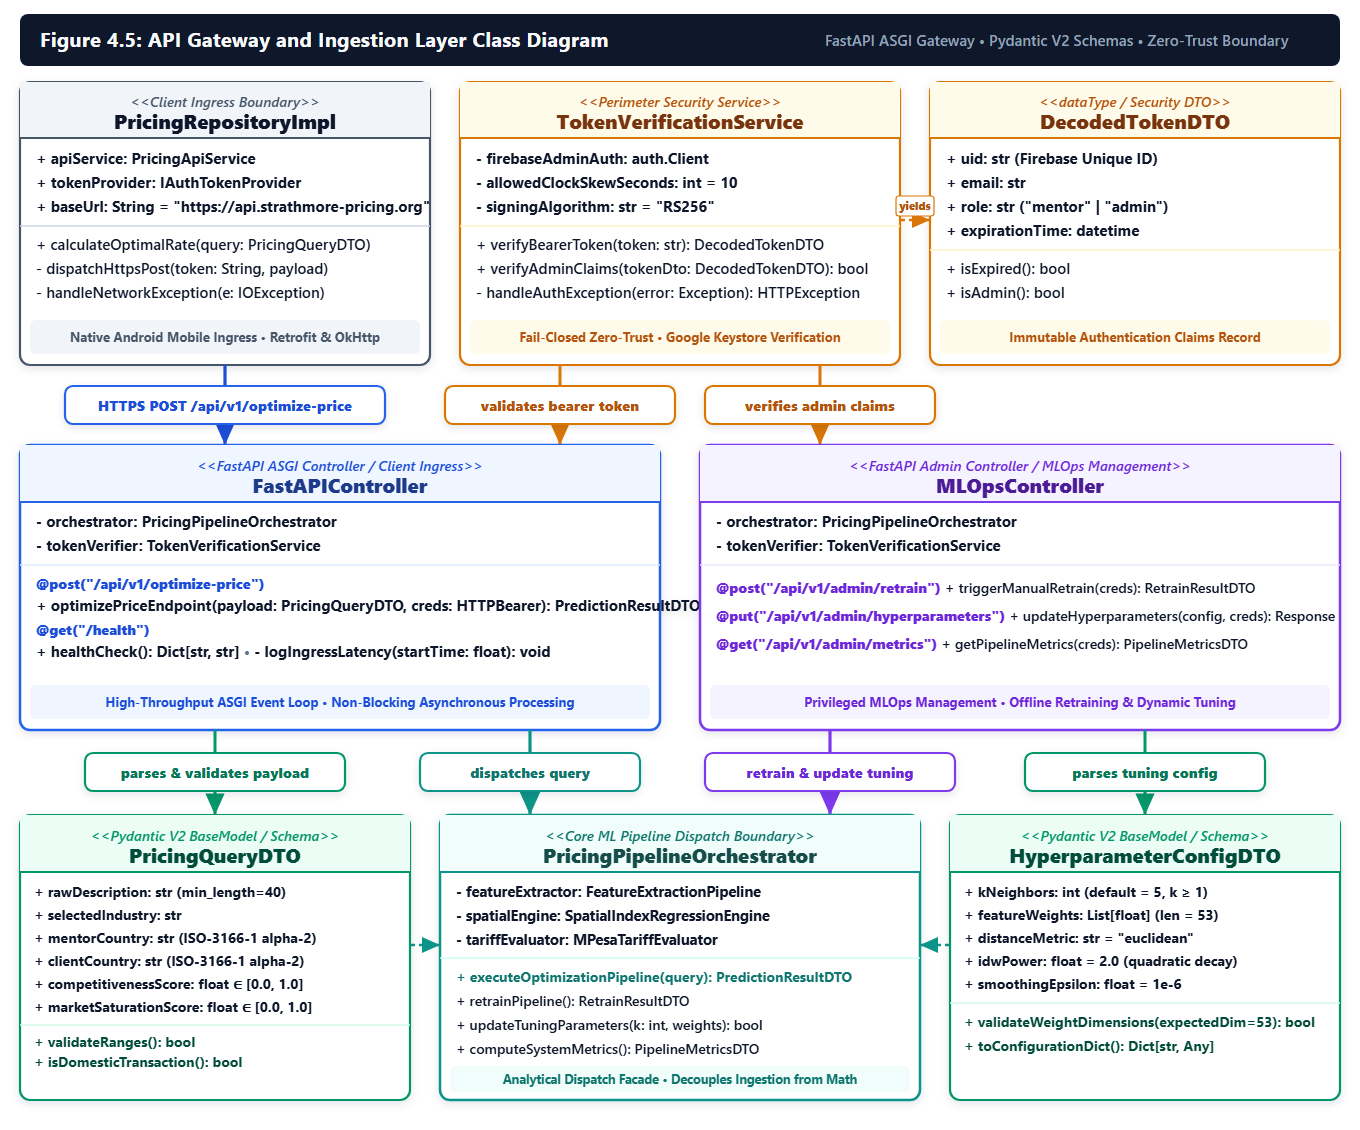 Figure 4.5: API Gateway and Ingestion Layer Class Diagram
FastAPI ASGI Gateway • Pydantic V2 Schemas • Zero-Trust Boundary
<<Client Ingress Boundary>>
PricingRepositoryImpl
+ apiService: PricingApiService
+ tokenProvider: IAuthTokenProvider
+ baseUrl: String = "https://api.strathmore-pricing.org"
+ calculateOptimalRate(query: PricingQueryDTO)
- dispatchHttpsPost(token: String, payload)
- handleNetworkException(e: IOException)
Native Android Mobile Ingress • Retrofit & OkHttp
<<Perimeter Security Service>>
TokenVerificationService
- firebaseAdminAuth: auth.Client
- allowedClockSkewSeconds: int = 10
- signingAlgorithm: str = "RS256"
+ verifyBearerToken(token: str): DecodedTokenDTO
+ verifyAdminClaims(tokenDto: DecodedTokenDTO): bool
- handleAuthException(error: Exception): HTTPException
Fail-Closed Zero-Trust • Google Keystore Verification
yields
<<dataType / Security DTO>>
DecodedTokenDTO
+ uid: str (Firebase Unique ID)
+ email: str
+ role: str ("mentor" | "admin")
+ expirationTime: datetime
+ isExpired(): bool
+ isAdmin(): bool
Immutable Authentication Claims Record
HTTPS POST /api/v1/optimize-price
validates bearer token
verifies admin claims
<<FastAPI ASGI Controller / Client Ingress>>
FastAPIController
- orchestrator: PricingPipelineOrchestrator
- tokenVerifier: TokenVerificationService
@post("/api/v1/optimize-price")
+ optimizePriceEndpoint(payload: PricingQueryDTO, creds: HTTPBearer): PredictionResultDTO
@get("/health")
+ healthCheck(): Dict[str, str] • - logIngressLatency(startTime: float): void
High-Throughput ASGI Event Loop • Non-Blocking Asynchronous Processing
<<FastAPI Admin Controller / MLOps Management>>
MLOpsController
- orchestrator: PricingPipelineOrchestrator
- tokenVerifier: TokenVerificationService
@post("/api/v1/admin/retrain") + triggerManualRetrain(creds): RetrainResultDTO
@put("/api/v1/admin/hyperparameters") + updateHyperparameters(config, creds): Response
@get("/api/v1/admin/metrics") + getPipelineMetrics(creds): PipelineMetricsDTO
Privileged MLOps Management • Offline Retraining & Dynamic Tuning
parses & validates payload
dispatches query
retrain & update tuning
parses tuning config
<<Pydantic V2 BaseModel / Schema>>
PricingQueryDTO
+ rawDescription: str (min_length=40)
+ selectedIndustry: str
+ mentorCountry: str (ISO-3166-1 alpha-2)
+ clientCountry: str (ISO-3166-1 alpha-2)
+ competitivenessScore: float ∈ [0.0, 1.0]
+ marketSaturationScore: float ∈ [0.0, 1.0]
+ validateRanges(): bool
+ isDomesticTransaction(): bool
<<Core ML Pipeline Dispatch Boundary>>
PricingPipelineOrchestrator
- featureExtractor: FeatureExtractionPipeline
- spatialEngine: SpatialIndexRegressionEngine
- tariffEvaluator: MPesaTariffEvaluator
+ executeOptimizationPipeline(query): PredictionResultDTO
+ retrainPipeline(): RetrainResultDTO
+ updateTuningParameters(k: int, weights): bool
+ computeSystemMetrics(): PipelineMetricsDTO
Analytical Dispatch Facade • Decouples Ingestion from Math
<<Pydantic V2 BaseModel / Schema>>
HyperparameterConfigDTO
+ kNeighbors: int (default = 5, k ≥ 1)
+ featureWeights: List[float] (len = 53)
+ distanceMetric: str = "euclidean"
+ idwPower: float = 2.0 (quadratic decay)
+ smoothingEpsilon: float = 1e-6
+ validateWeightDimensions(expectedDim=53): bool
+ toConfigurationDict(): Dict[str, Any]